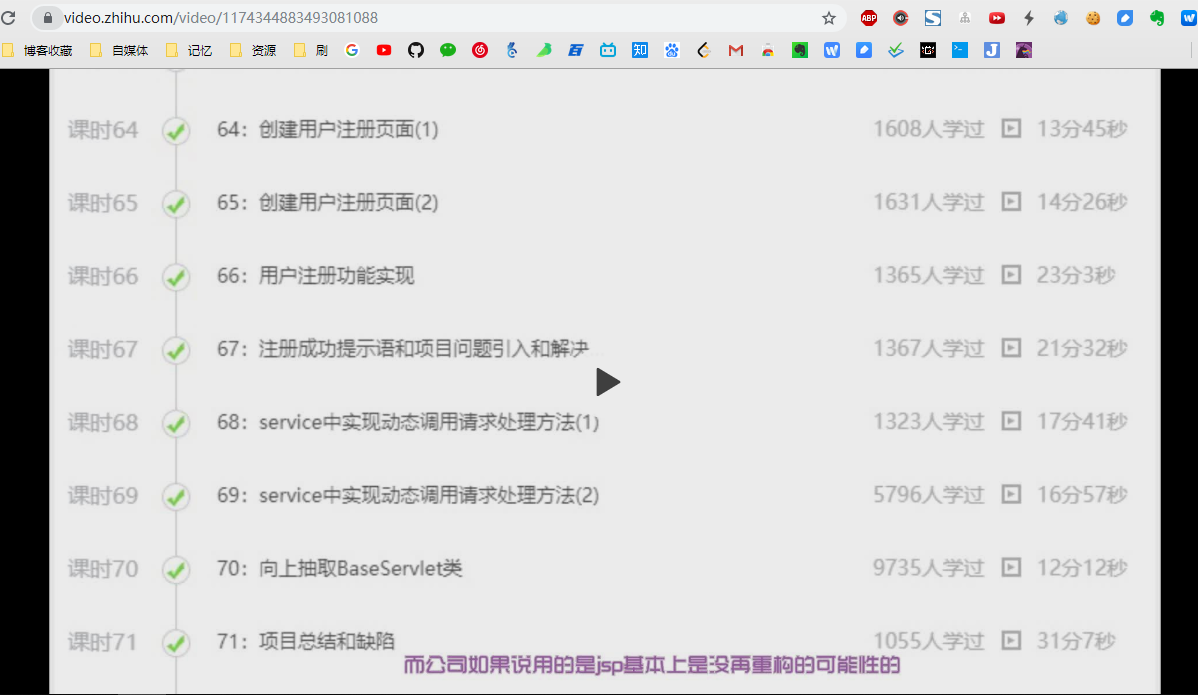 video.zhihu.com/video/1174344883493081088
博客收藏 自媒体 记忆 资源 刷
课时64 64：创建用户注册页面(1) 1608人学过 13分45秒
课时65 65：创建用户注册页面(2) 1631人学过 14分26秒
课时66 66：用户注册功能实现 1365人学过 23分3秒
课时67 67：注册成功提示语和项目问题引入和解决 1367人学过 21分32秒
课时68 68：service中实现动态调用请求处理方法(1) 1323人学过 17分41秒
课时69 69：service中实现动态调用请求处理方法(2) 5796人学过 16分57秒
课时70 70：向上抽取BaseServlet类 9735人学过 12分12秒
课时71 71：项目总结和缺陷 1055人学过 31分7秒
而公司如果说用的是jsp基本上是没再重构的可能性的